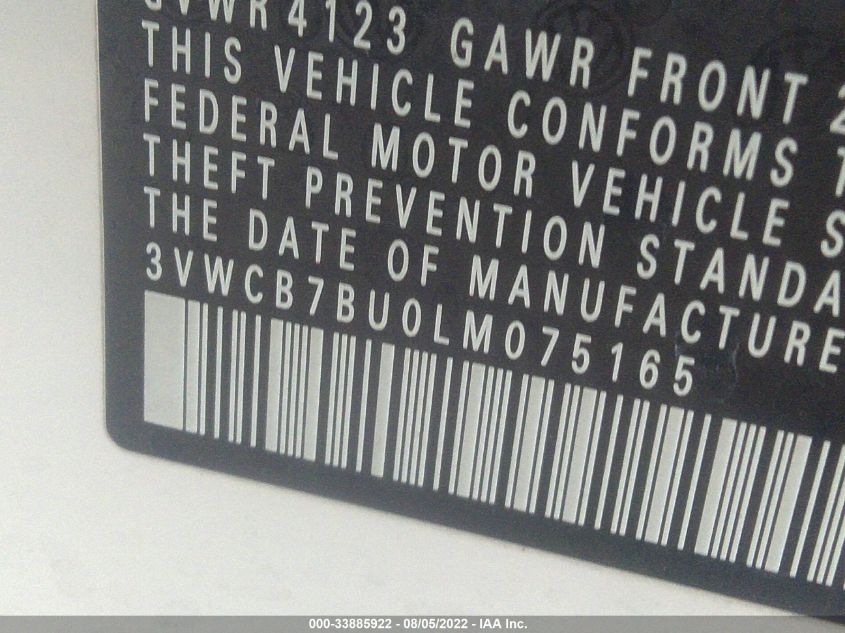 GVWR 4123 GAWR FRONT 2
THIS VEHICLE CONFORMS T
FEDERAL MOTOR VEHICLE S
THEFT PREVENTION STANDA
THE DATE OF MANUFACTURE
3VWCB7BU0LM075165
000-33885922 - 08/05/2022 - IAA Inc.